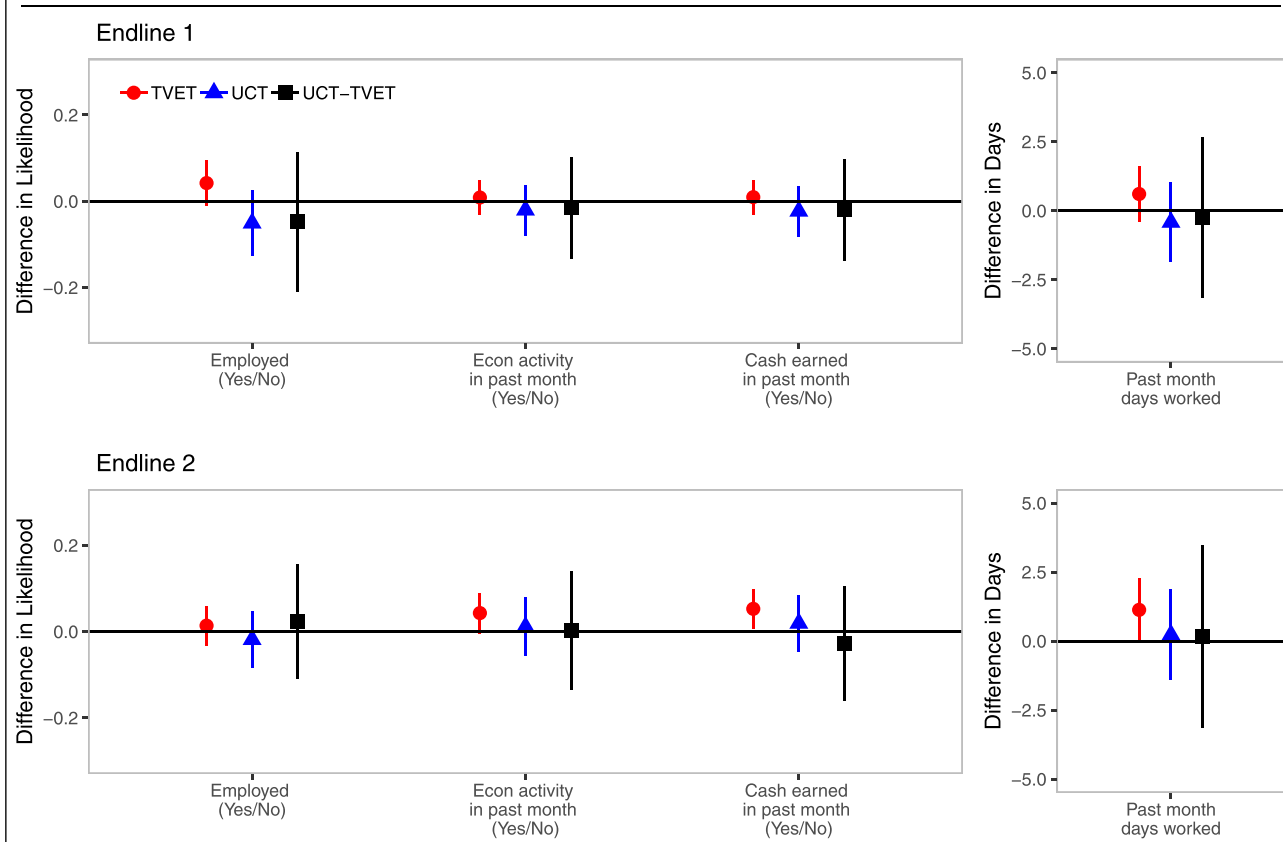 Endline 1
Difference in Likelihood
0.2
0.0
−0.2
TVET UCT UCT−TVET
Employed
(Yes/No)
Econ activity
in past month
(Yes/No)
Cash earned
in past month
(Yes/No)
Difference in Days
5.0
2.5
0.0
−2.5
−5.0
Past month
days worked
Endline 2
Difference in Likelihood
0.2
0.0
−0.2
Employed
(Yes/No)
Econ activity
in past month
(Yes/No)
Cash earned
in past month
(Yes/No)
Difference in Days
5.0
2.5
0.0
−2.5
−5.0
Past month
days worked